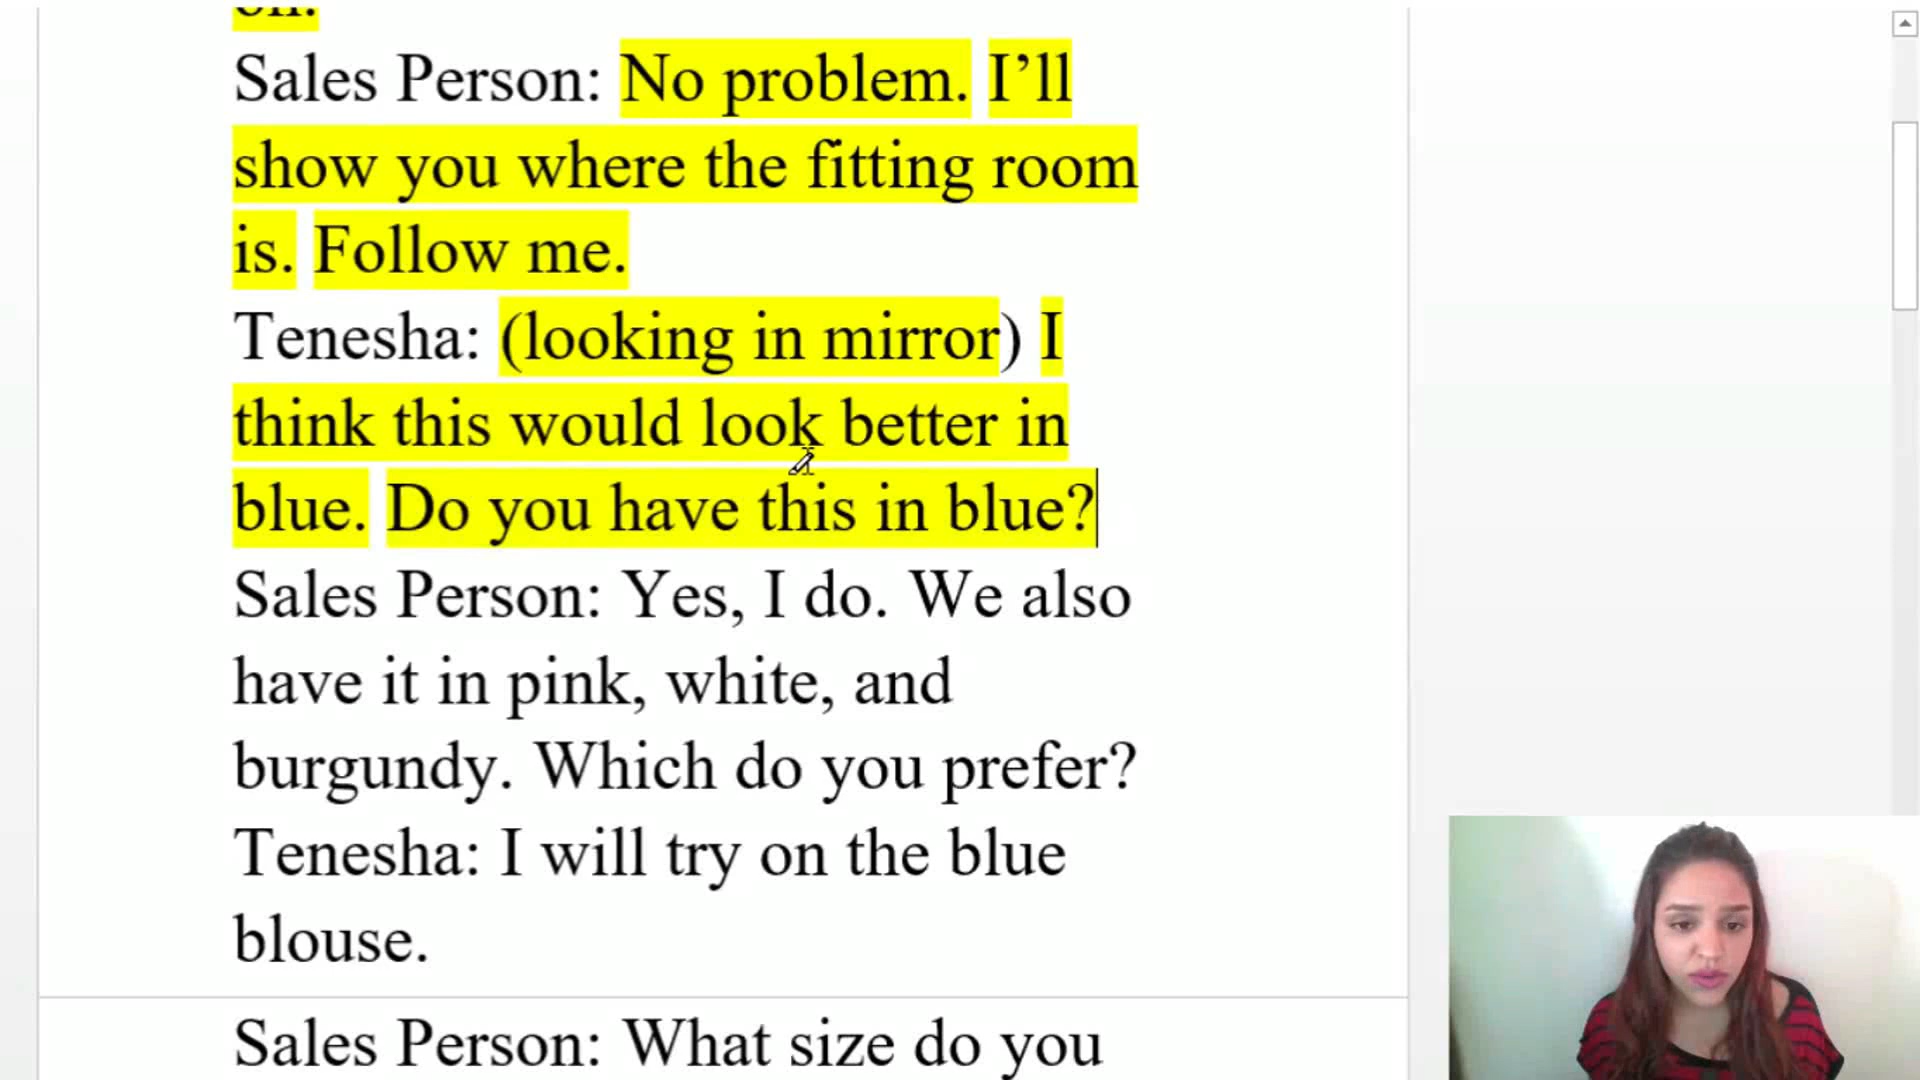 on.
Sales Person: No problem. I’ll
show you where the fitting room
is. Follow me.
Tenesha: (looking in mirror) I
think this would look better in
blue. Do you have this in blue?
Sales Person: Yes, I do. We also
have it in pink, white, and
burgundy. Which do you prefer?
Tenesha: I will try on the blue
blouse.
Sales Person: What size do you